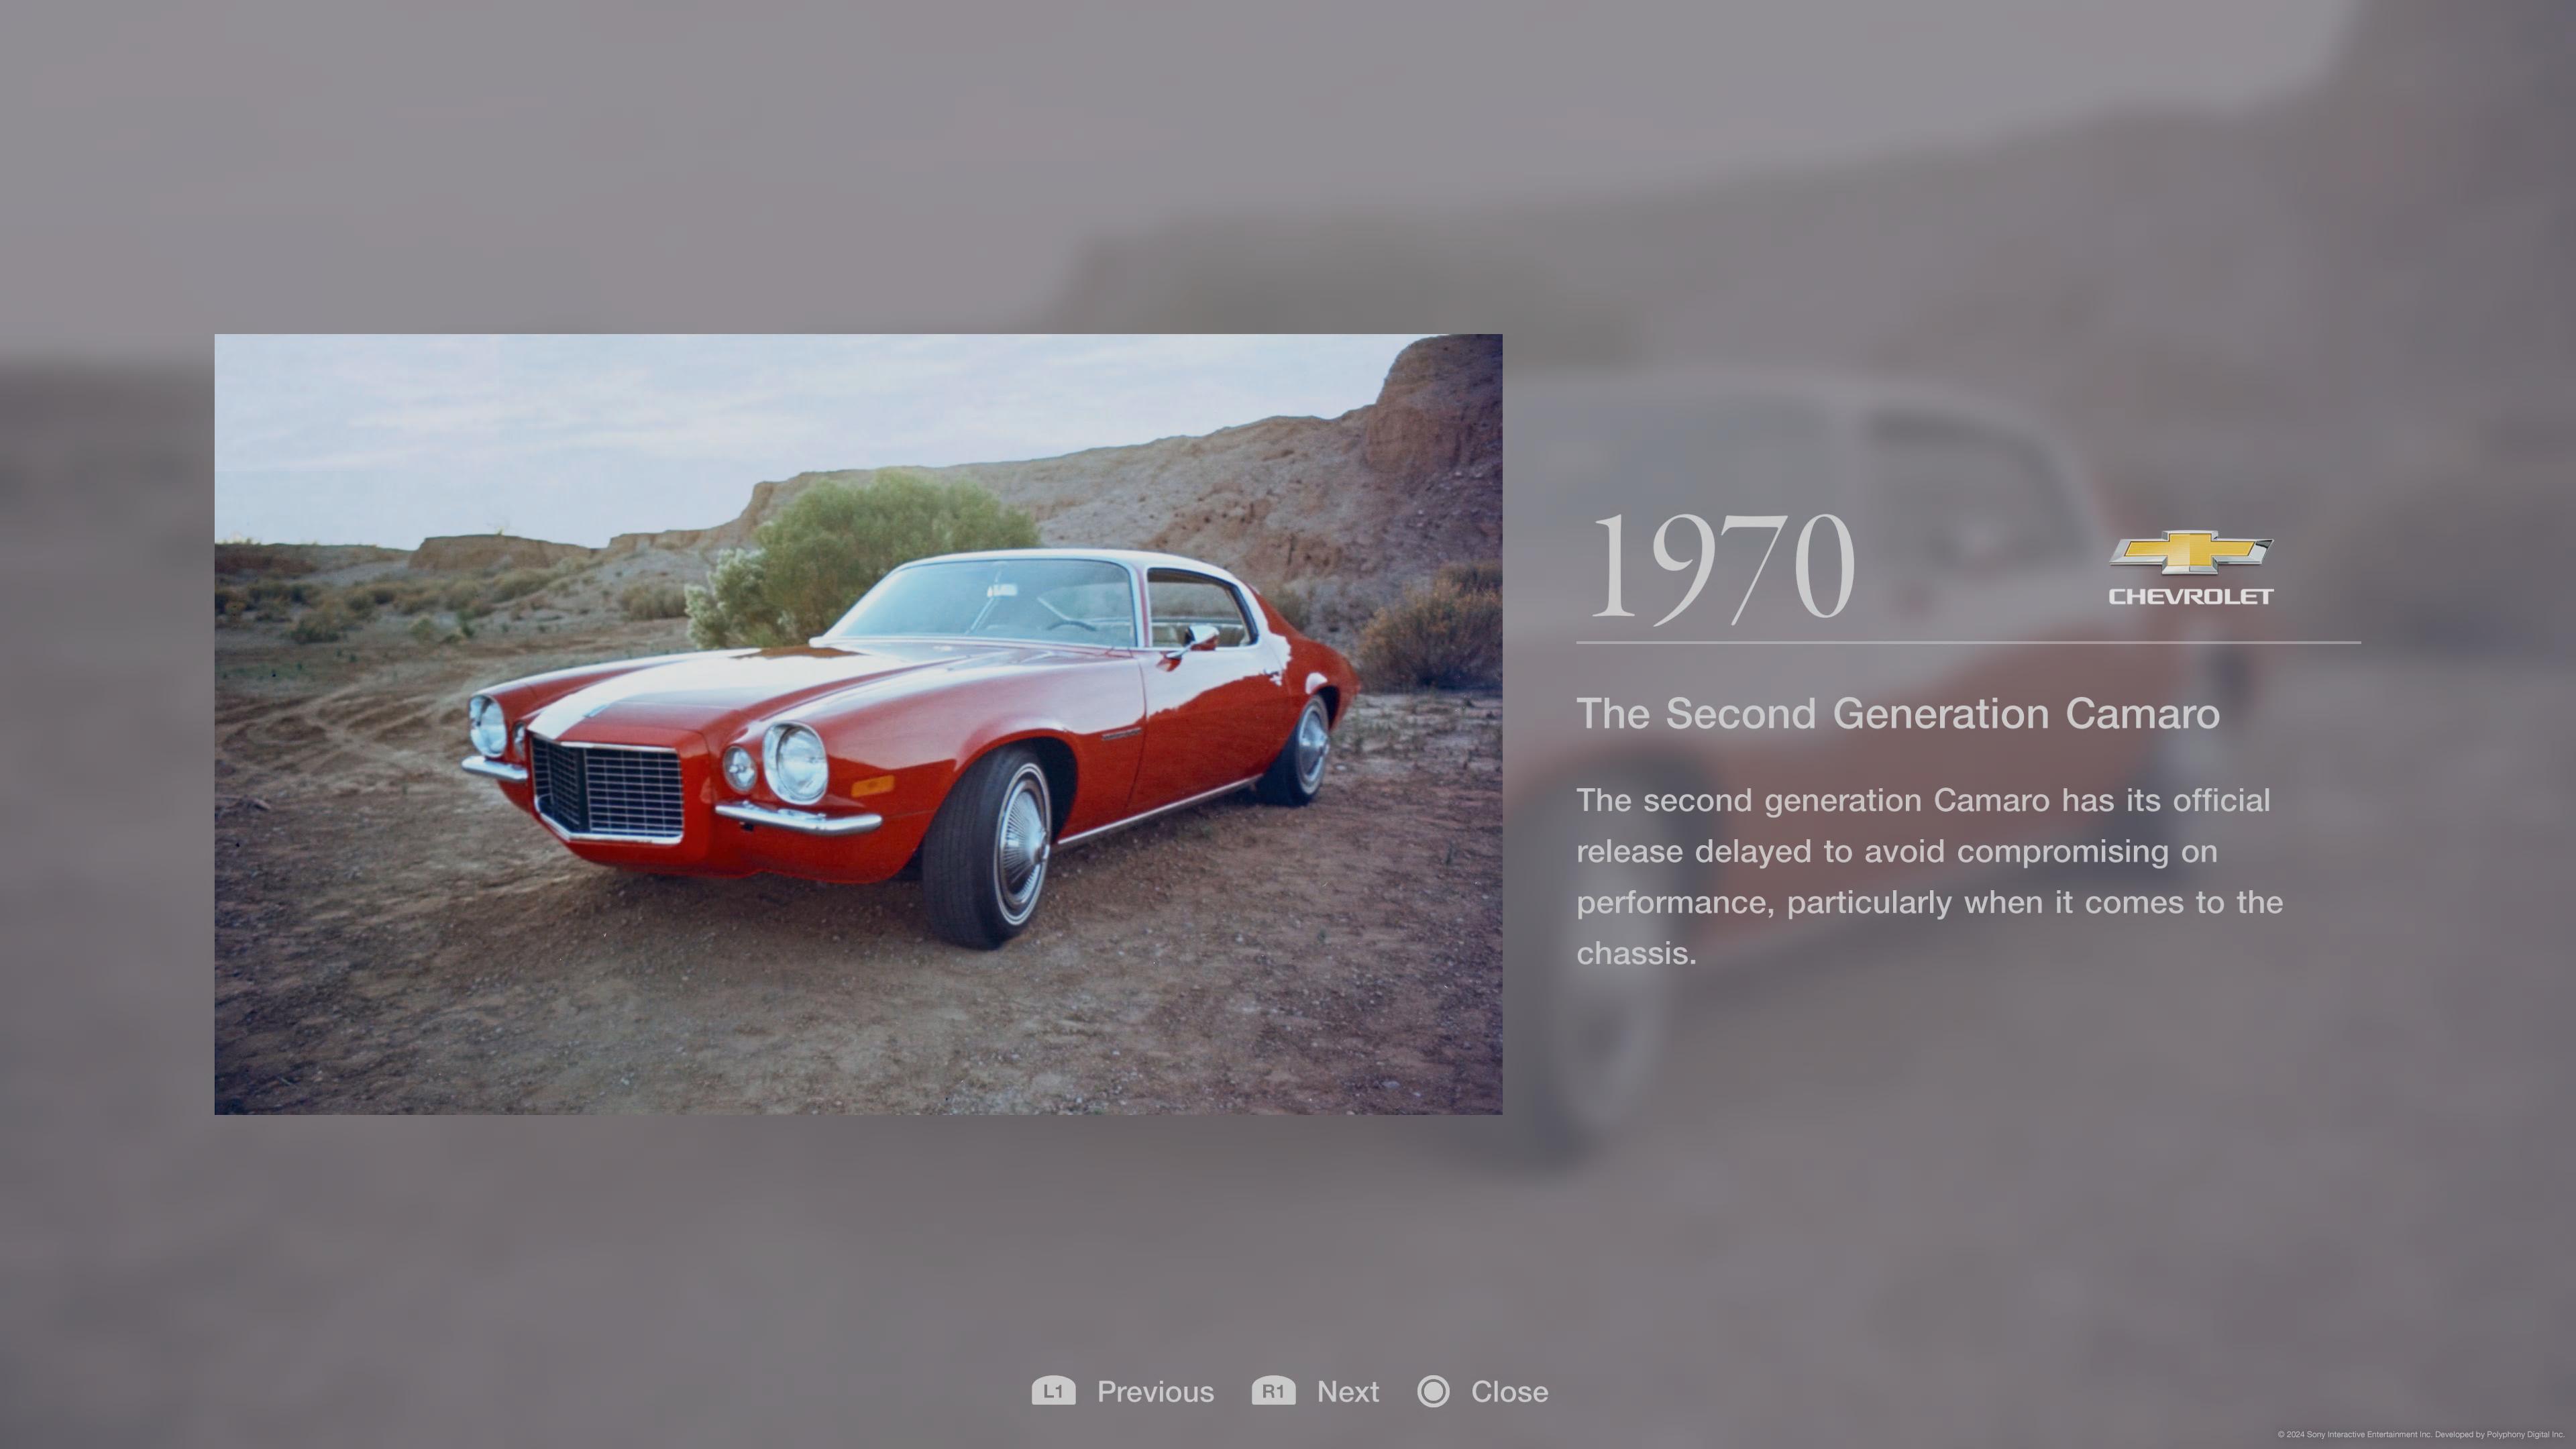 1970
CHEVROLET
The Second Generation Camaro
The second generation Camaro has its official
release delayed to avoid compromising on
performance, particularly when it comes to the
chassis.
L1 Previous R1 Next Close
© 2024 Sony Interactive Entertainment Inc. Developed by Polyphony Digital Inc.